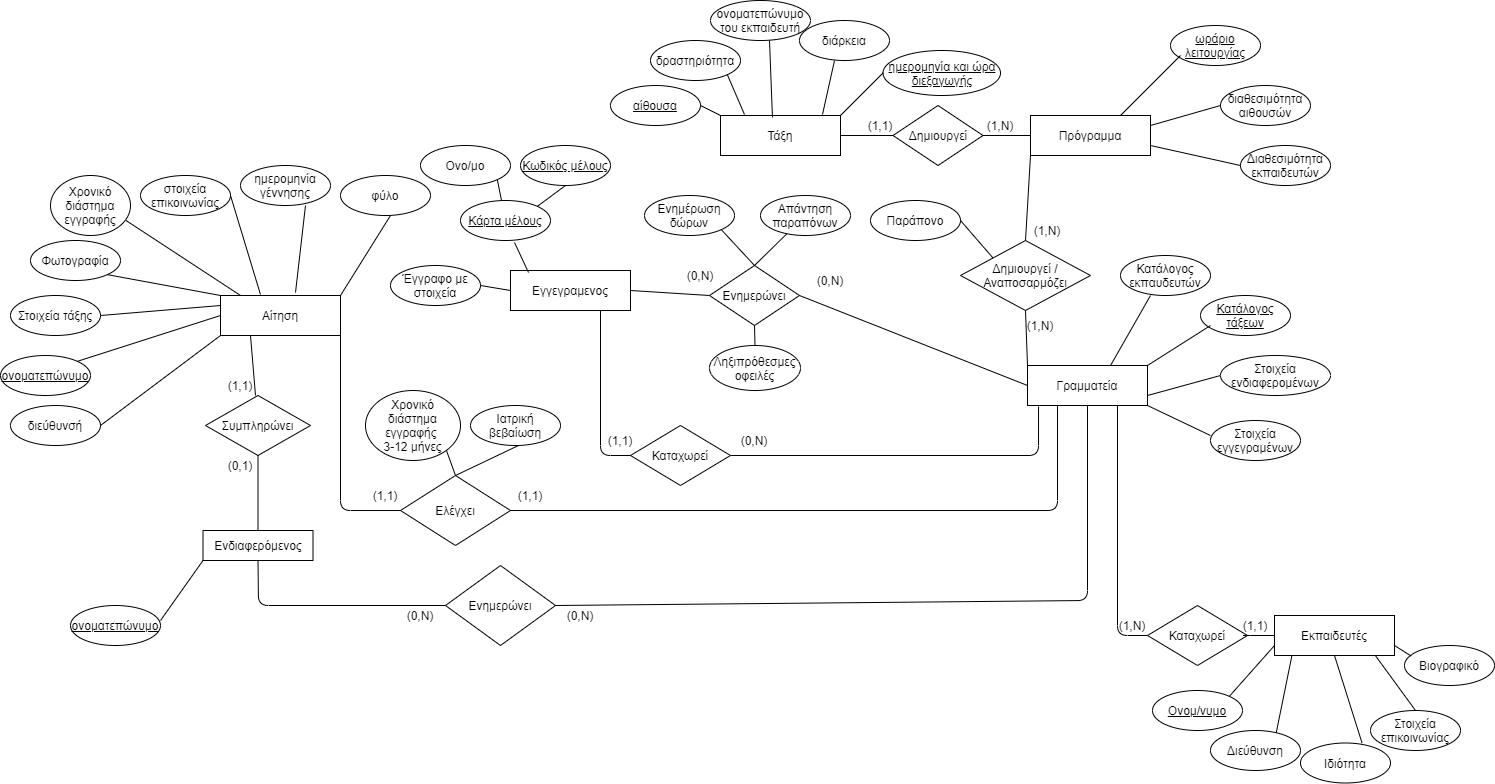 ονοματεπώνυμο
του εκπαιδευτή
διάρκεια
δραστηριότητα
ημερομηνία και ώρα
διεξαγωγής
αίθουσα
Τάξη
(1,1)
Δημιουργεί
(1,N)
Πρόγραμμα
ωράριο
λειτουργίας
διαθεσιμότητα
αιθουσών
Διαθεσιμότητα
εκπαιδευτών
Ονο/μο
Κωδικός μέλους
Κάρτα μέλους
Έγγραφο με
στοιχεία
Εγγεγραμενος
Χρονικό
διάστημα
εγγραφής
στοιχεία
επικοινωνίας
ημερομηνία
γέννησης
φύλο
Φωτογραφία
Στοιχεία τάξης
ονοματεπώνυμο
διεύθυνσή
Αίτηση
Ενημέρωση
δώρων
Απάντηση
παραπόνων
(0,N)
Ενημερώνει
(0,N)
Ληξιπρόθεσμες
οφειλές
Παράπονο
(1,N)
Δημιουργεί /
Αναποσαρμόζει
(1,N)
Κατάλογος
εκπαυδευτών
Κατάλογος
τάξεων
Στοιχεία
ενδιαφερομένων
Στοιχεία
εγγεγραμένων
Γραμματεία
(1,1)
Συμπληρώνει
(0,1)
Ενδιαφερόμενος
ονοματεπώνυμο
Χρονικό
διάστημα
εγγραφής
3-12 μήνες
Ιατρική
βεβαίωση
(1,1)
Καταχωρεί
(0,N)
(1,1)
Ελέγχει
(1,1)
(0,N)
Ενημερώνει
(0,N)
(1,N)
Καταχωρεί
(1,1)
Εκπαιδευτές
Βιογραφικό
Ονομ/νυμο
Διεύθυνση
Ιδιότητα
Στοιχεία
επικοινωνίας